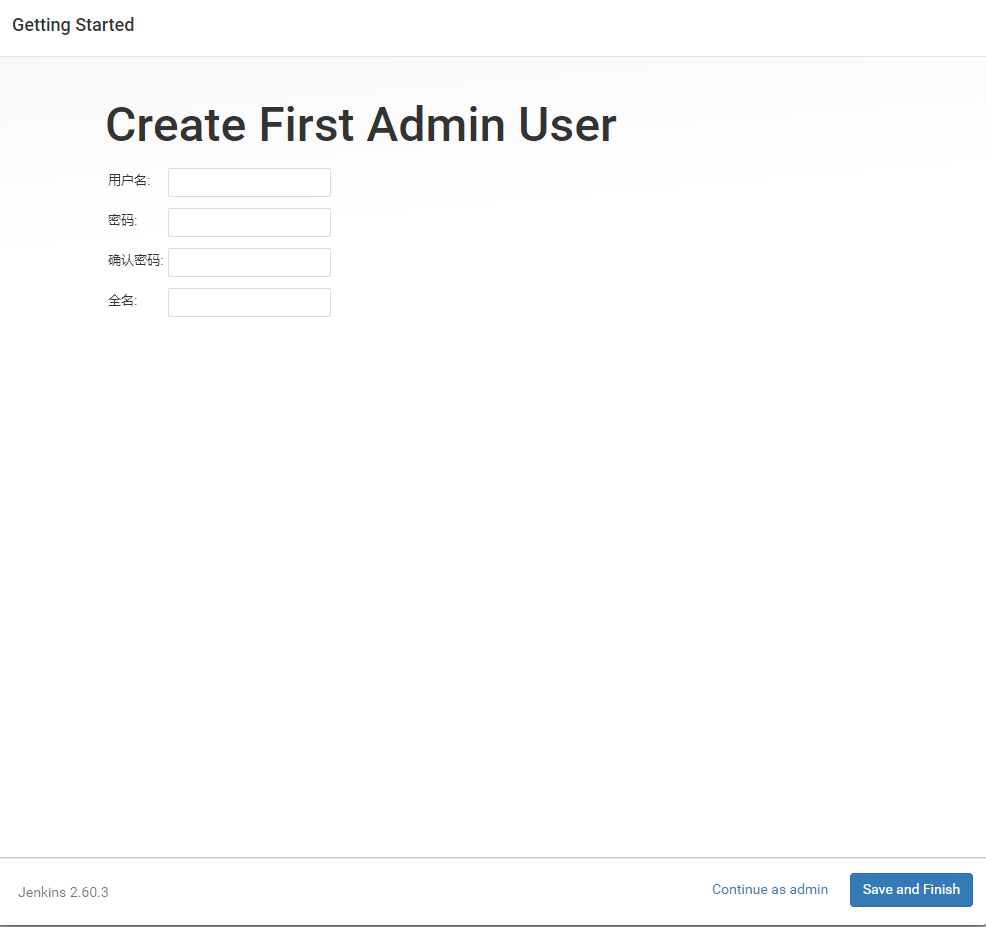 Getting Started
Create First Admin User
用户名:
密码:
确认密码:
全名:
Jenkins 2.60.3
Continue as admin
Save and Finish